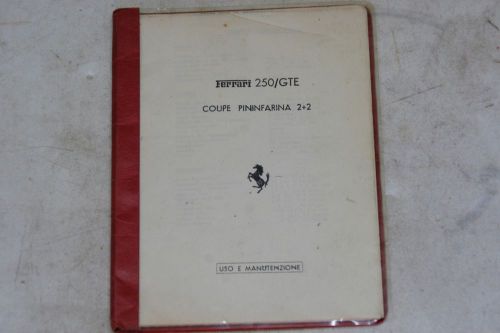 Ferrari 250/GTE
COUPE PININFARINA 2+2
USO E MANUTENZIONE